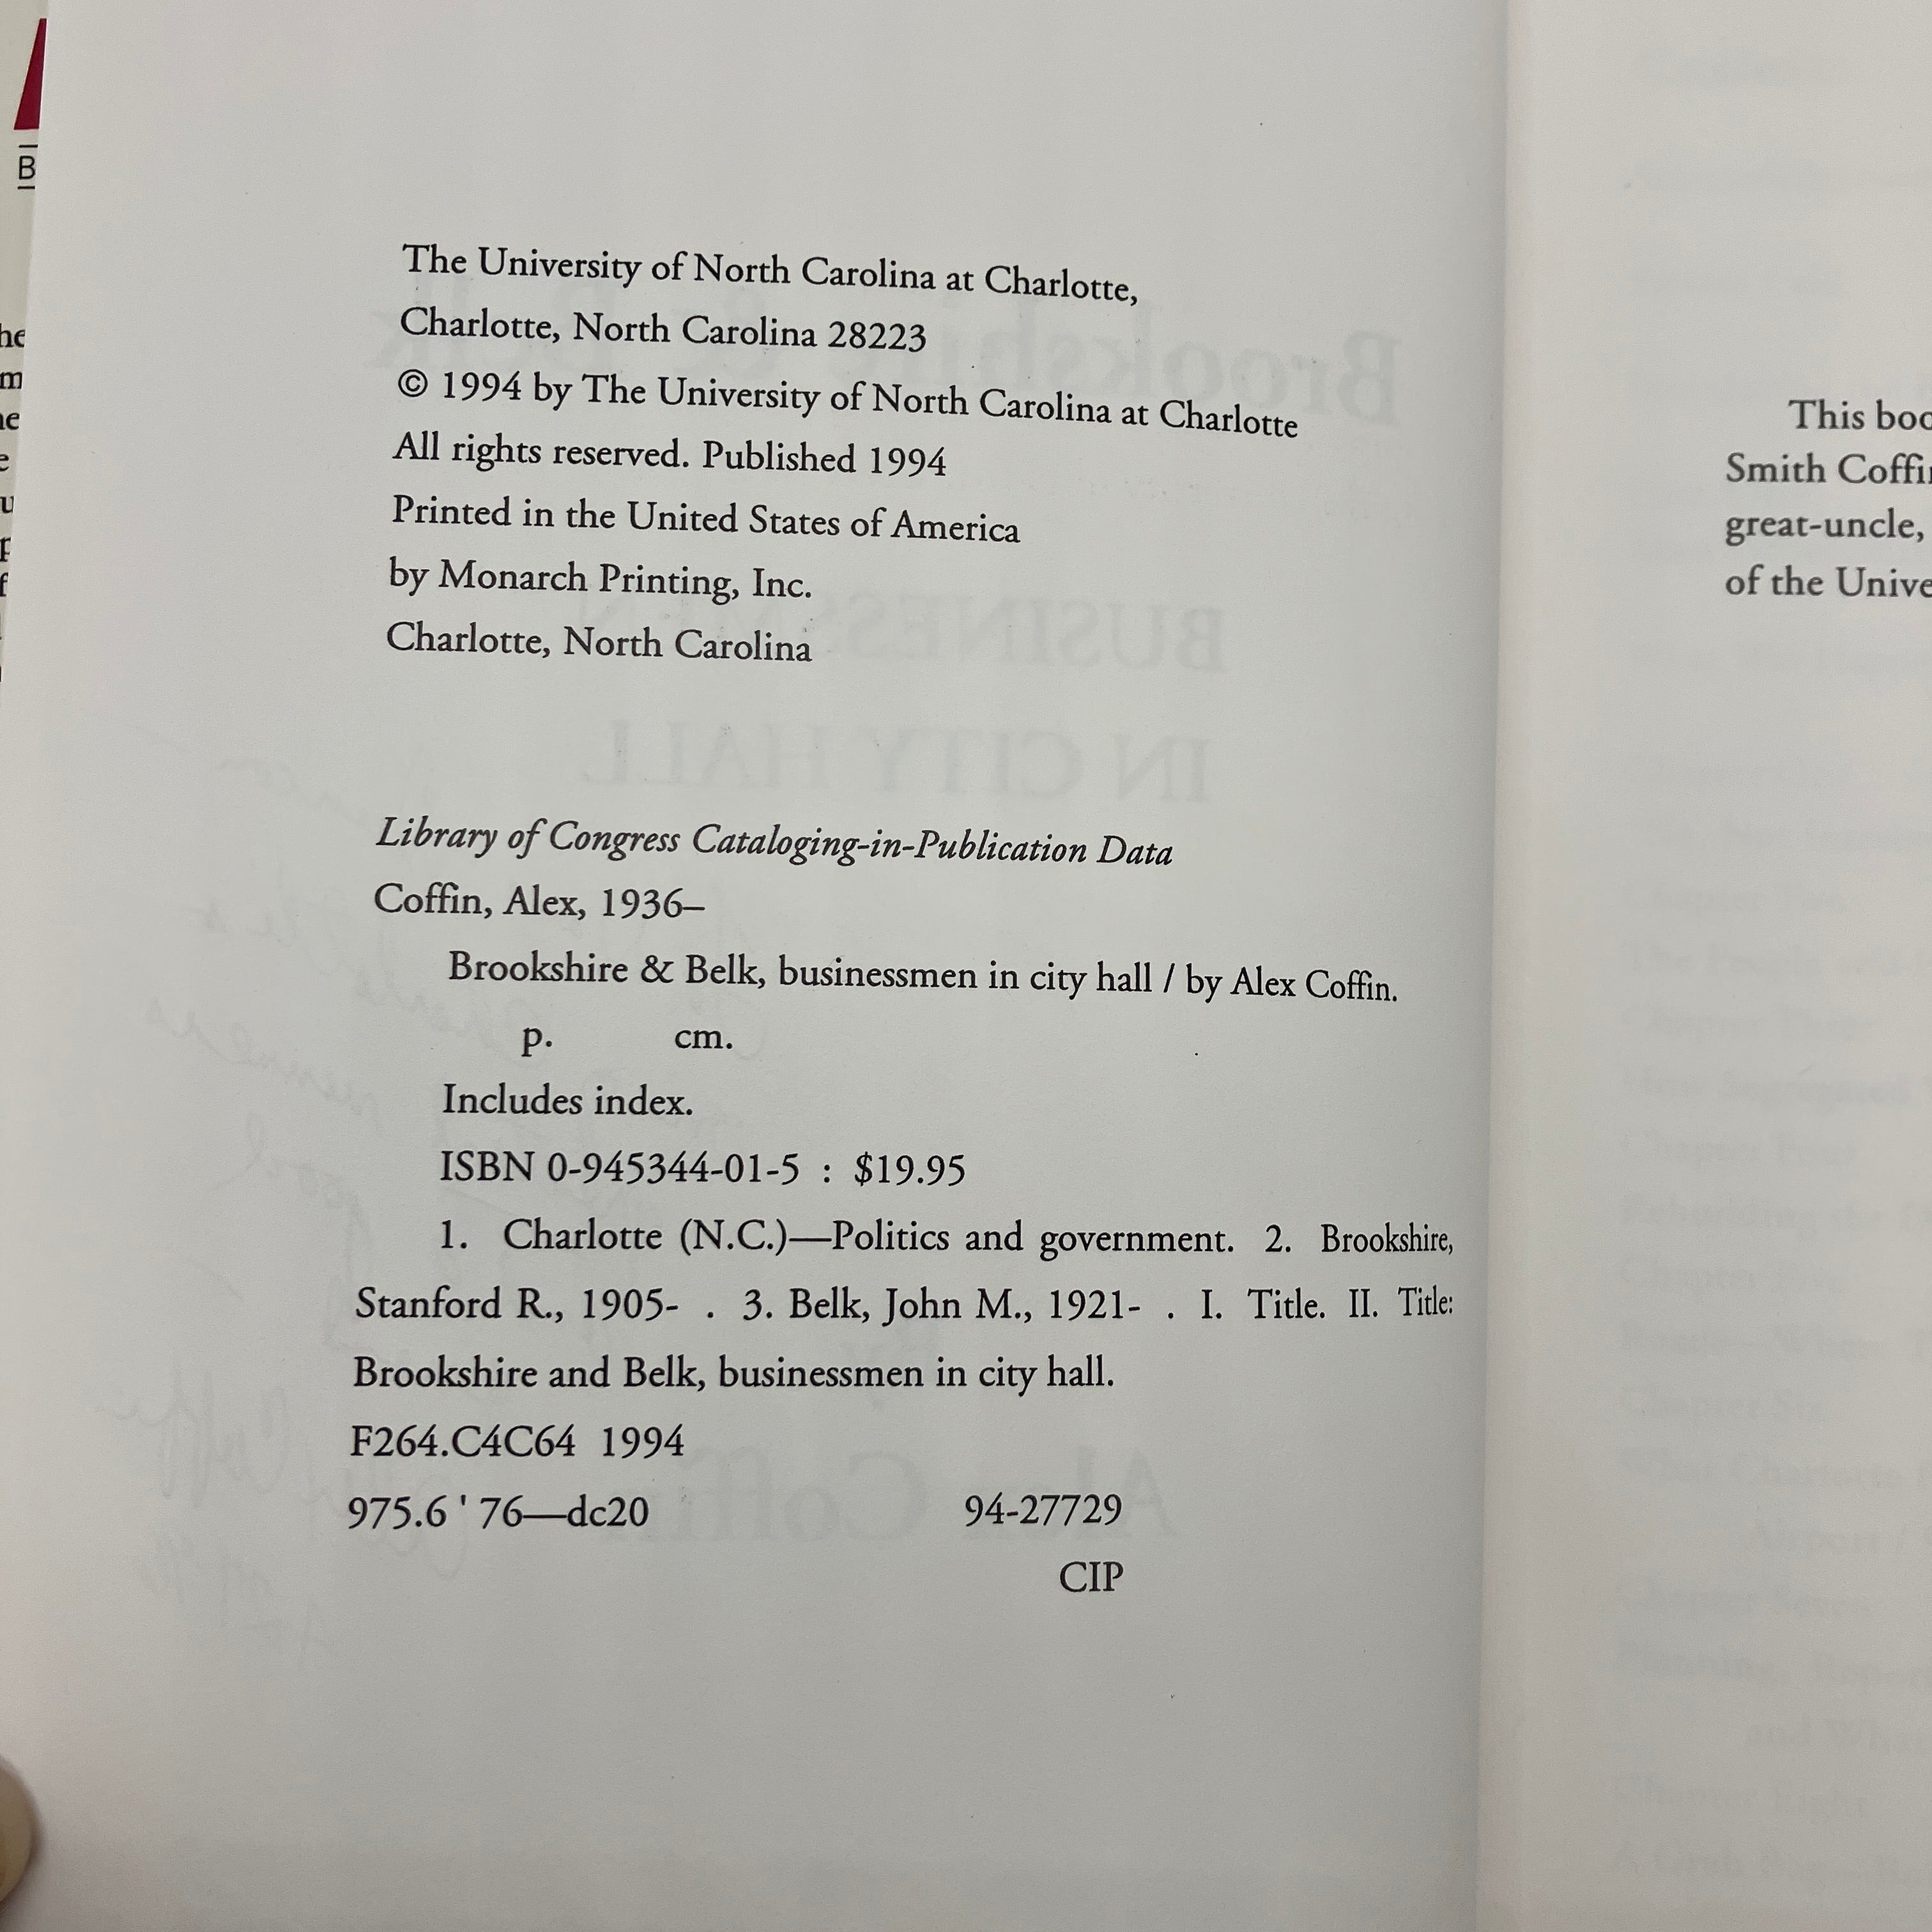 B
The University of North Carolina at Charlotte,
Charlotte, North Carolina 28223
© 1994 by The University of North Carolina at Charlotte
All rights reserved. Published 1994
Printed in the United States of America
by Monarch Printing, Inc.
Charlotte, North Carolina
Library of Congress Cataloging-in-Publication Data
Coffin, Alex, 1936–
Brookshire & Belk, businessmen in city hall / by Alex Coffin.
p. cm.
Includes index.
ISBN 0-945344-01-5 : $19.95
1. Charlotte (N.C.)—Politics and government. 2. Brookshire,
Stanford R., 1905- . 3. Belk, John M., 1921- . I. Title. II. Title:
Brookshire and Belk, businessmen in city hall.
F264.C4C64 1994
975.6 ' 76—dc20 94-27729
CIP
This
Smith
great-uncle,
of the